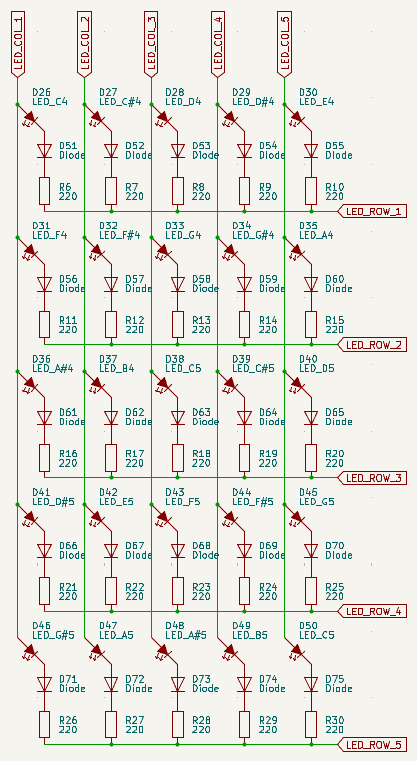 LED_COL_1
LED_COL_2
LED_COL_3
LED_COL_4
LED_COL_5
D26 D27 D28 D29 D30
LED_C4 LED_C#4 LED_D4 LED_D#4 LED_E4
D51 D52 D53 D54 D55
Diode Diode Diode Diode Diode
R6 R7 R8 R9 R10
220 220 220 220 220
LED_ROW_1
D31 D32 D33 D34 D35
LED_F4 LED_F#4 LED_G4 LED_G#4 LED_A4
D56 D57 D58 D59 D60
Diode Diode Diode Diode Diode
R11 R12 R13 R14 R15
220 220 220 220 220
LED_ROW_2
D36 D37 D38 D39 D40
LED_A#4 LED_B4 LED_C5 LED_C#5 LED_D5
D61 D62 D63 D64 D65
Diode Diode Diode Diode Diode
R16 R17 R18 R19 R20
220 220 220 220 220
LED_ROW_3
D41 D42 D43 D44 D45
LED_D#5 LED_E5 LED_F5 LED_F#5 LED_G5
D66 D67 D68 D69 D70
Diode Diode Diode Diode Diode
R21 R22 R23 R24 R25
220 220 220 220 220
LED_ROW_4
D46 D47 D48 D49 D50
LED_G#5 LED_A5 LED_A#5 LED_B5 LED_C5
D71 D72 D73 D74 D75
Diode Diode Diode Diode Diode
R26 R27 R28 R29 R30
220 220 220 220 220
LED_ROW_5